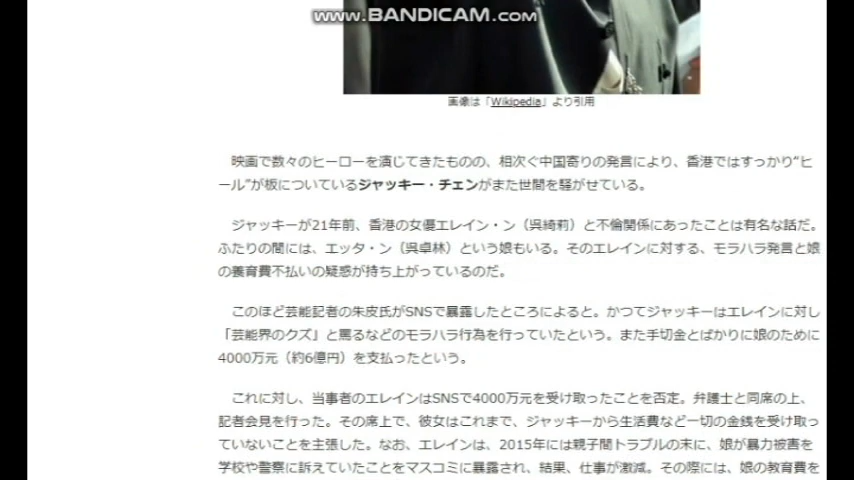 www.BANDICAM.com
画像は「Wikipedia」より引用
映画で数々のヒーローを演じてきたものの、相次ぐ中国寄りの発言により、香港ではすっかり“ヒ
ール”が板についているジャッキー・チェンがまた世間を騒がせている。
ジャッキーが21年前、香港の女優エレイン・ン（呉綺莉）と不倫関係にあったことは有名な話だ。
ふたりの間には、エッタ・ン（呉卓林）という娘もいる。そのエレインに対する、モラハラ発言と娘
の養育費不払いの疑惑が持ち上がっているのだ。
このほど芸能記者の朱皮氏がSNSで暴露したところによると。かつてジャッキーはエレインに対し
「芸能界のクズ」と罵るなどのモラハラ行為を行っていたという。また手切金とばかりに娘のために
4000万元（約6億円）を支払ったという。
これに対し、当事者のエレインはSNSで4000万元を受け取ったことを否定。弁護士と同席の上、
記者会見を行った。その席上で、彼女はこれまで、ジャッキーから生活費など一切の金銭を受け取っ
ていないことを主張した。なお、エレインは、2015年には親子間トラブルの末に、娘が暴力被害を
学校や警察に訴えていたことをマスコミに暴露され、結果、仕事が激減。その際には、娘の教育費を